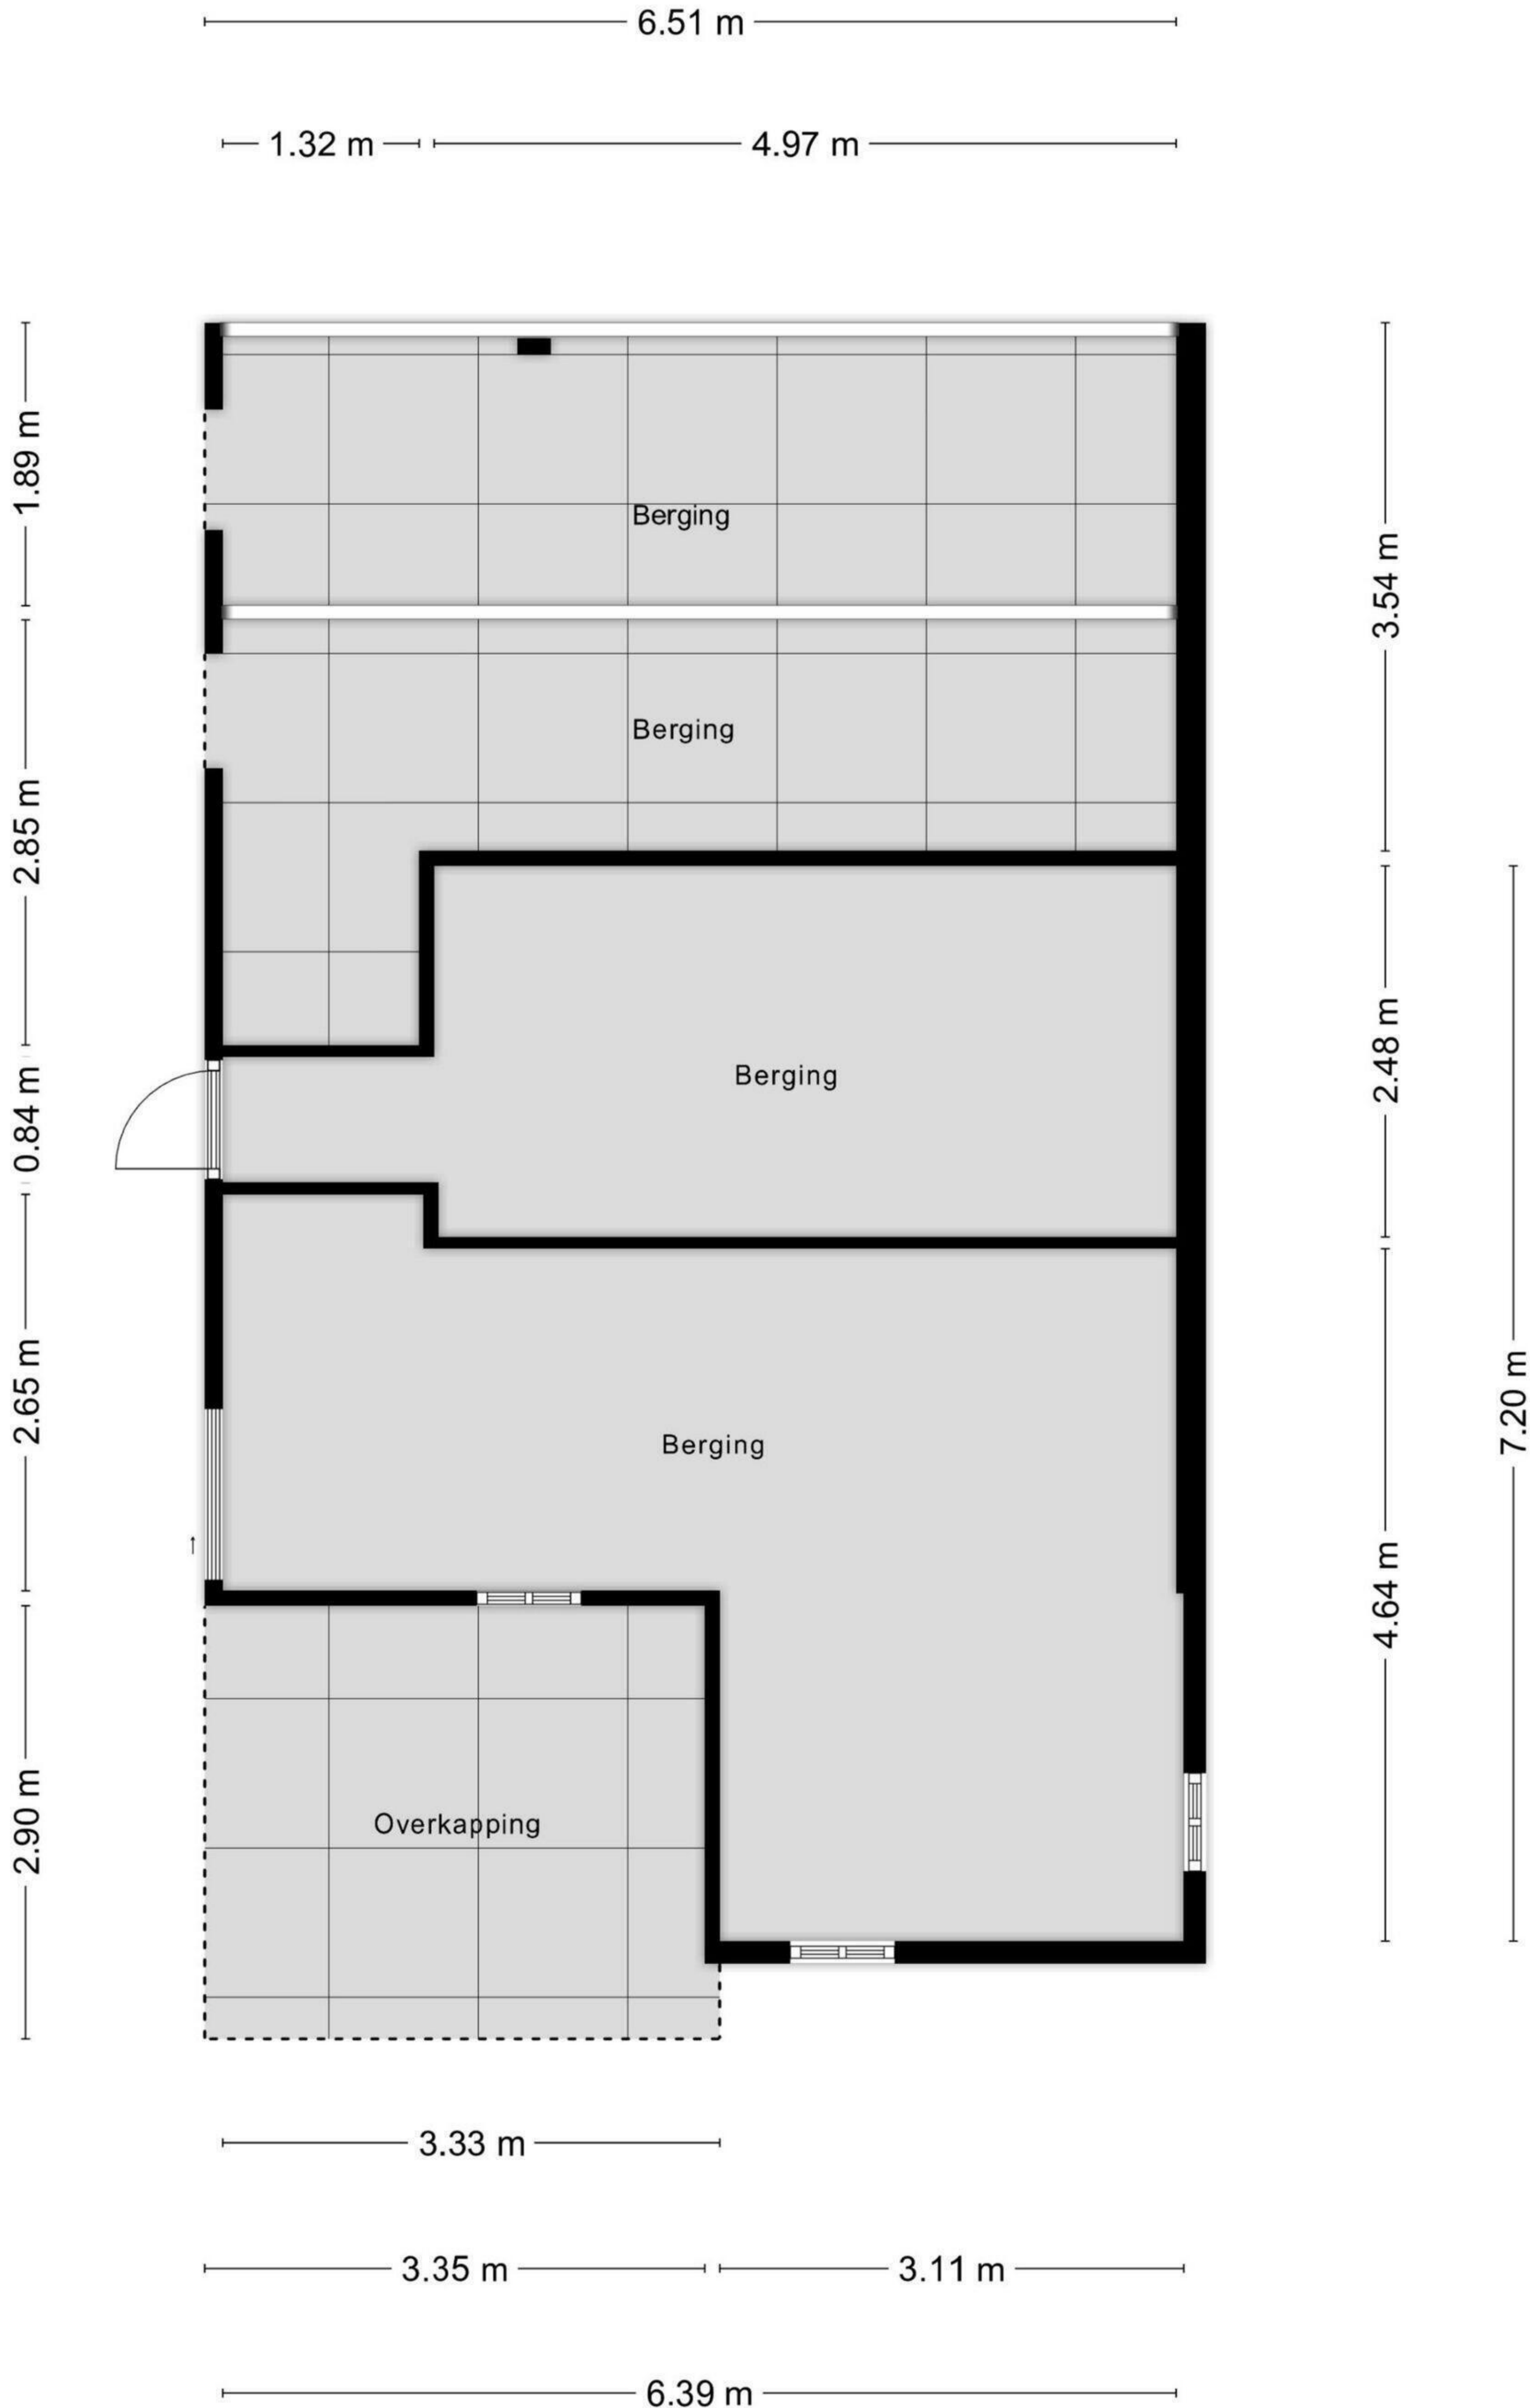 6.51 m
1.32 m
4.97 m
1.89 m
Berging
3.54 m
Berging
2.85 m
Berging
2.48 m
0.84 m
2.65 m
7.20 m
Berging
4.64 m
2.90 m
Overkapping
3.33 m
3.35 m
3.11 m
6.39 m